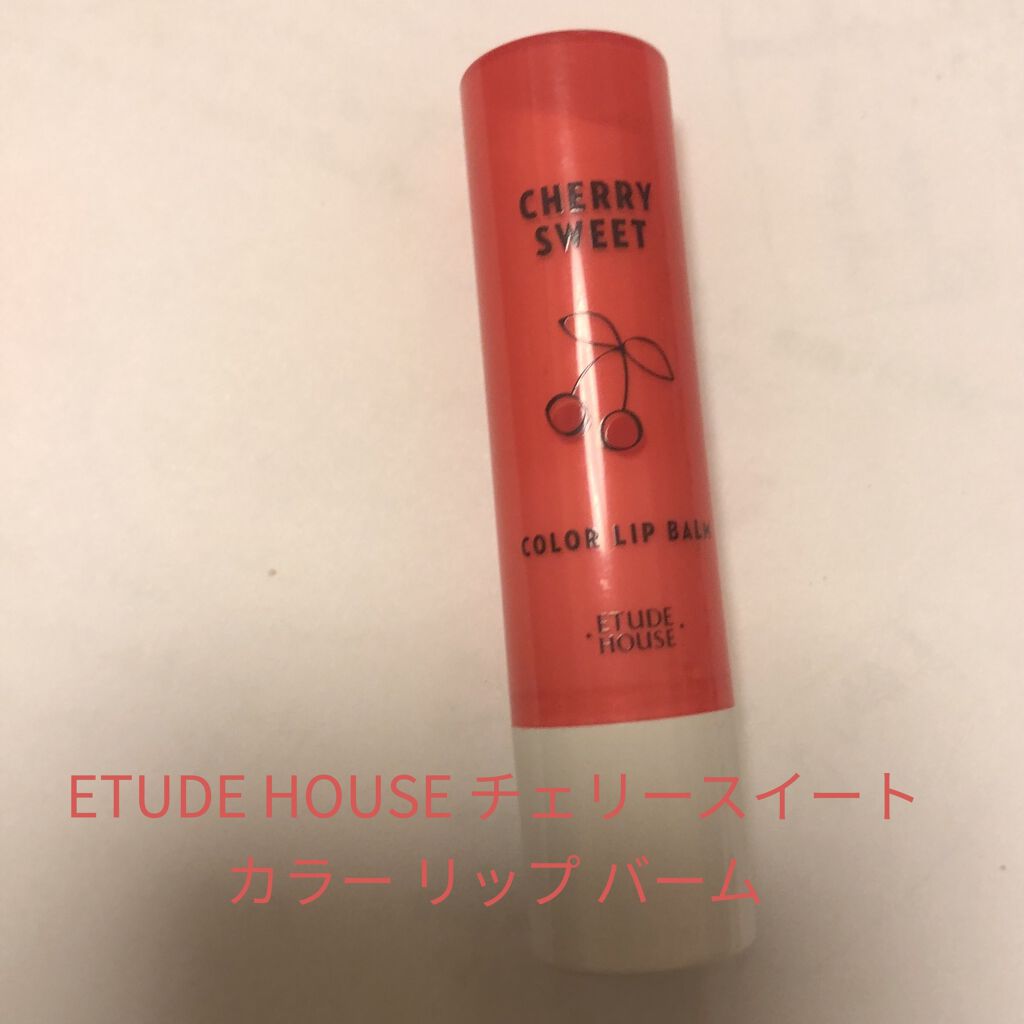 CHERRY
SWEET
COLOR LIP BALM
ETUDE
HOUSE
ETUDE HOUSE チェリースイート
カラー リップ バーム